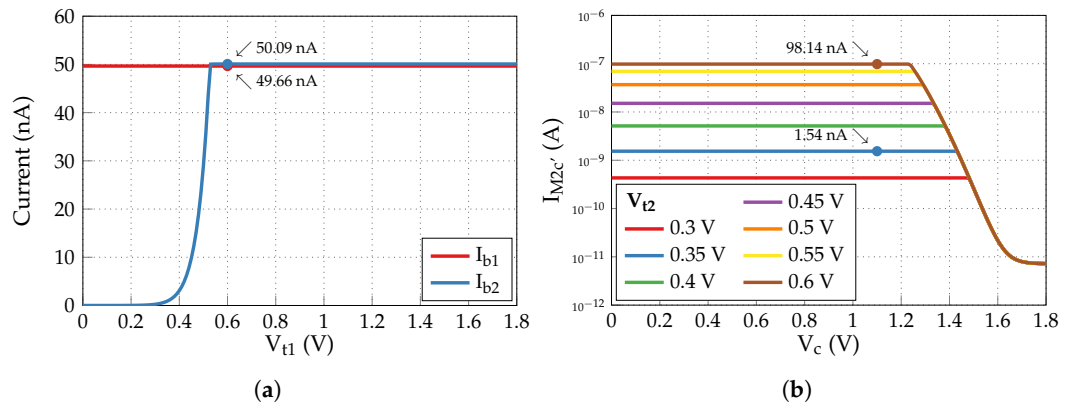 60
50
40
30
20
10
0
Current (nA)
50.09 nA
49.66 nA
I_b1
I_b2
0 0.2 0.4 0.6 0.8 1 1.2 1.4 1.6 1.8
V_t1 (V)
(a)
10⁻⁶
10⁻⁷
10⁻⁸
10⁻⁹
10⁻¹⁰
10⁻¹¹
10⁻¹²
I_M2c′ (A)
98.14 nA
1.54 nA
V_t2
0.3 V
0.35 V
0.4 V
0.45 V
0.5 V
0.55 V
0.6 V
0 0.2 0.4 0.6 0.8 1 1.2 1.4 1.6 1.8
V_c (V)
(b)